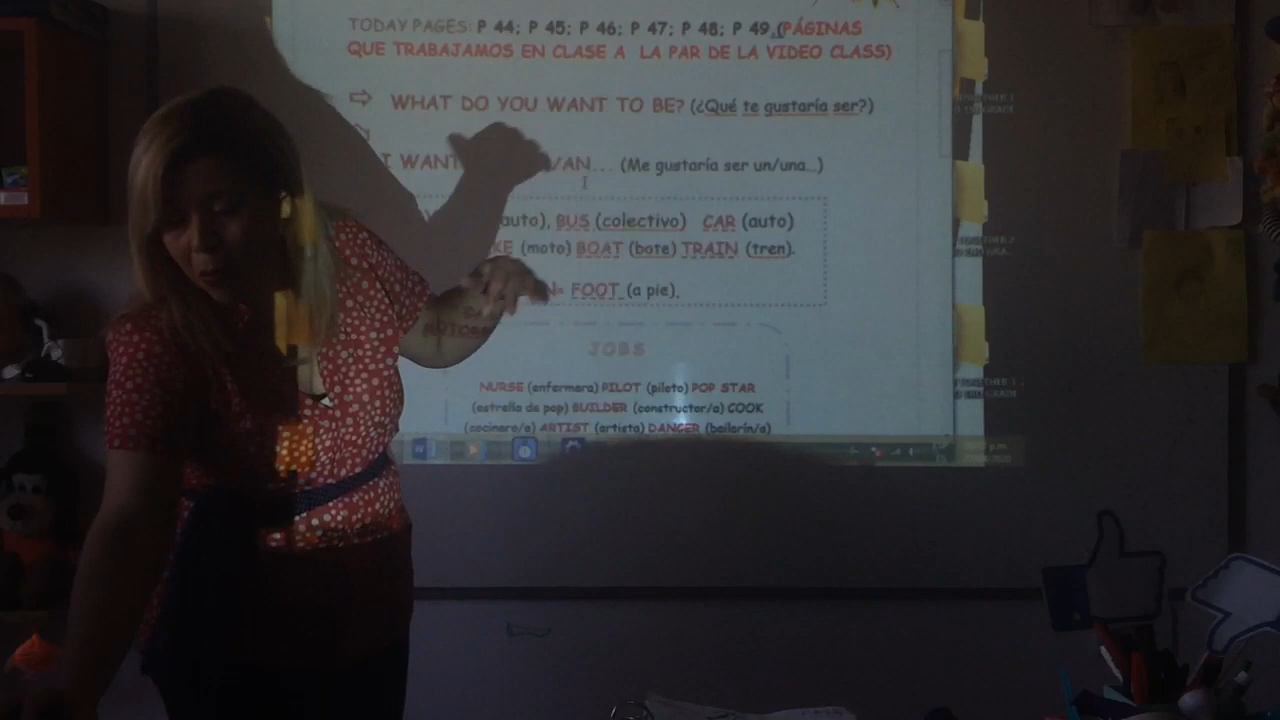 TODAY PAGES: P 44; P 45; P 46; P 47; P 48; P 49 (PÁGINAS
QUE TRABAJAMOS EN CLASE A LA PAR DE LA VIDEO CLASS)
WHAT DO YOU WANT TO BE? (¿Qué te gustaría ser?)
I WANT /AN... (Me gustaría ser un/una...)
auto), BUS (colectivo) CAR (auto)
KE (moto) BOAT (bote) TRAIN (tren).
FOOT (a pie).
JOBS
NURSE (enfermera) PILOT (piloto) POP STAR
(estrella de pop) BUILDER (constructor/a) COOK
(cocinero/a) ARTIST (artista) DANCER (bailarín/a)